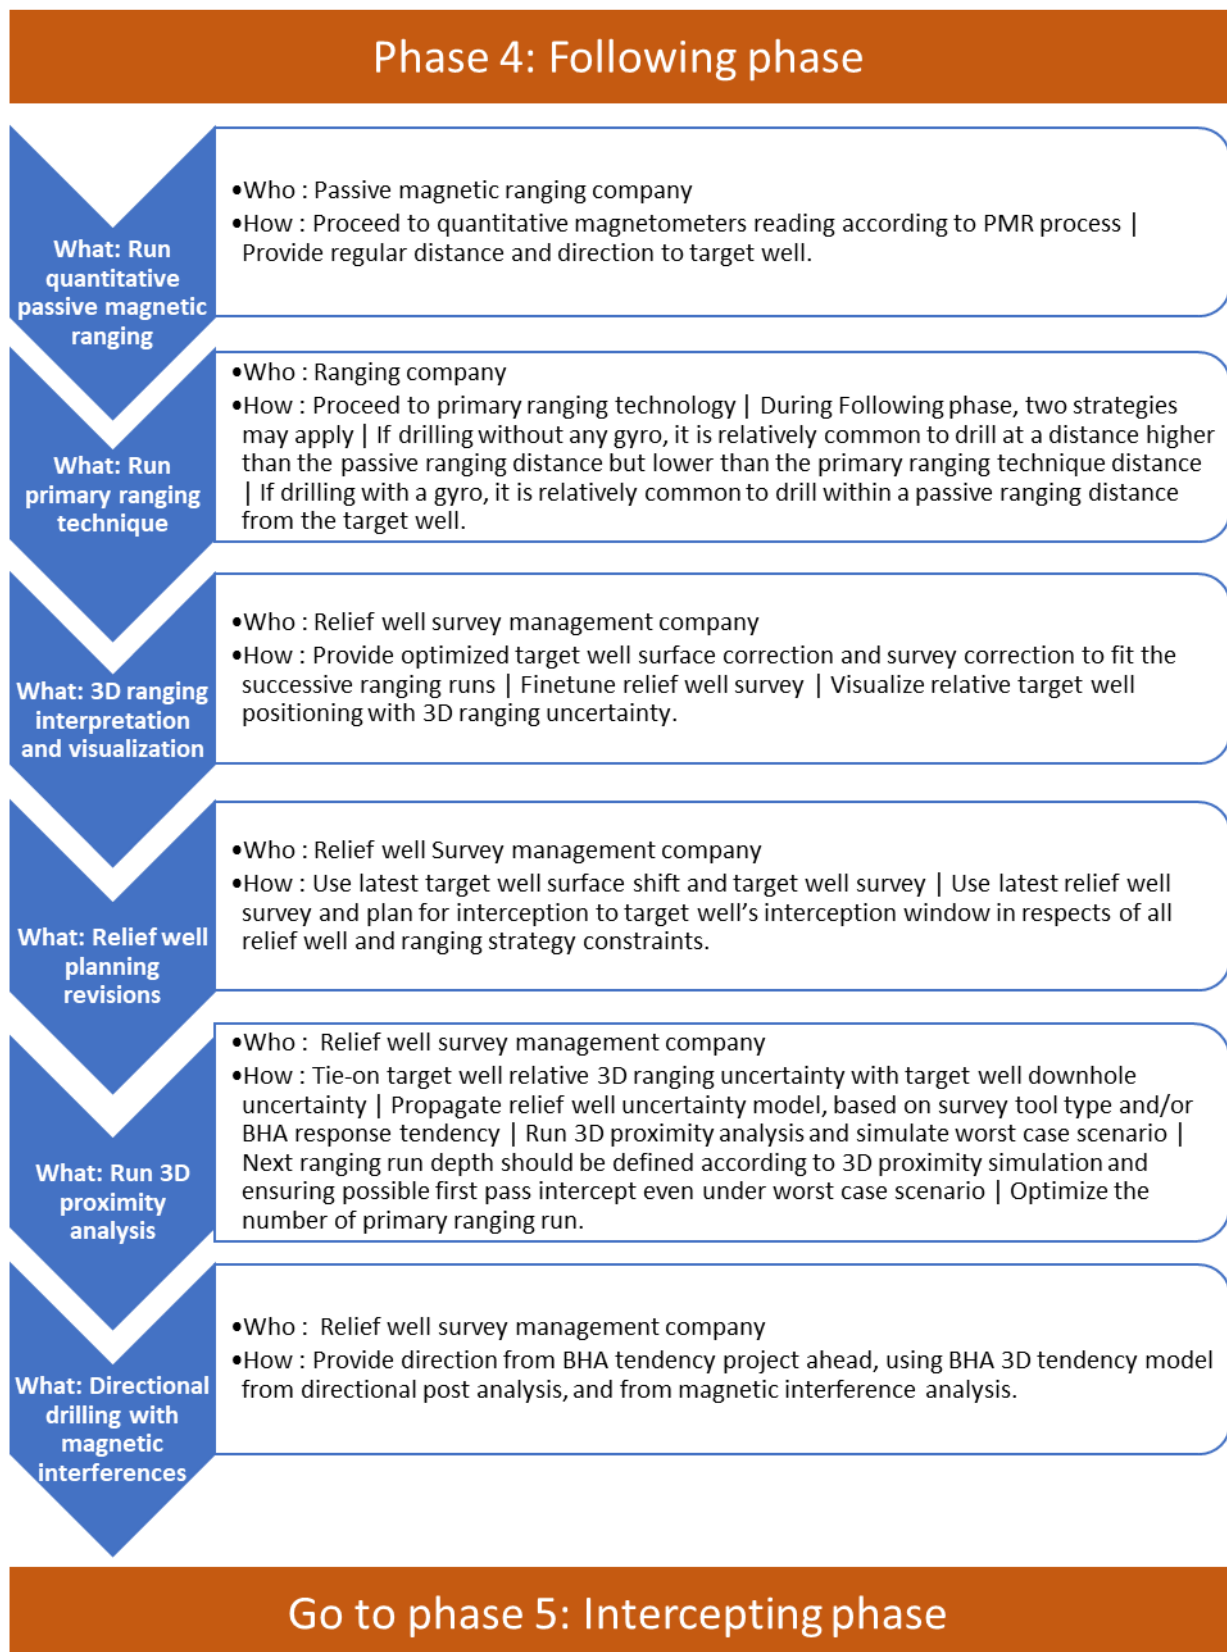 Phase 4: Following phase
What: Run
quantitative
passive magnetic
ranging
•Who : Passive magnetic ranging company
•How : Proceed to quantitative magnetometers reading according to PMR process |
Provide regular distance and direction to target well.
What: Run
primary ranging
technique
•Who : Ranging company
•How : Proceed to primary ranging technology | During Following phase, two strategies
may apply | If drilling without any gyro, it is relatively common to drill at a distance higher
than the passive ranging distance but lower than the primary ranging technique distance
| If drilling with a gyro, it is relatively common to drill within a passive ranging distance
from the target well.
What: 3D ranging
interpretation
and visualization
•Who : Relief well survey management company
•How : Provide optimized target well surface correction and survey correction to fit the
successive ranging runs | Finetune relief well survey | Visualize relative target well
positioning with 3D ranging uncertainty.
What: Relief well
planning
revisions
•Who : Relief well Survey management company
•How : Use latest target well surface shift and target well survey | Use latest relief well
survey and plan for interception to target well’s interception window in respects of all
relief well and ranging strategy constraints.
What: Run 3D
proximity
analysis
•Who : Relief well survey management company
•How : Tie-on target well relative 3D ranging uncertainty with target well downhole
uncertainty | Propagate relief well uncertainty model, based on survey tool type and/or
BHA response tendency | Run 3D proximity analysis and simulate worst case scenario |
Next ranging run depth should be defined according to 3D proximity simulation and
ensuring possible first pass intercept even under worst case scenario | Optimize the
number of primary ranging run.
What: Directional
drilling with
magnetic
interferences
•Who : Relief well survey management company
•How : Provide direction from BHA tendency project ahead, using BHA 3D tendency model
from directional post analysis, and from magnetic interference analysis.
Go to phase 5: Intercepting phase